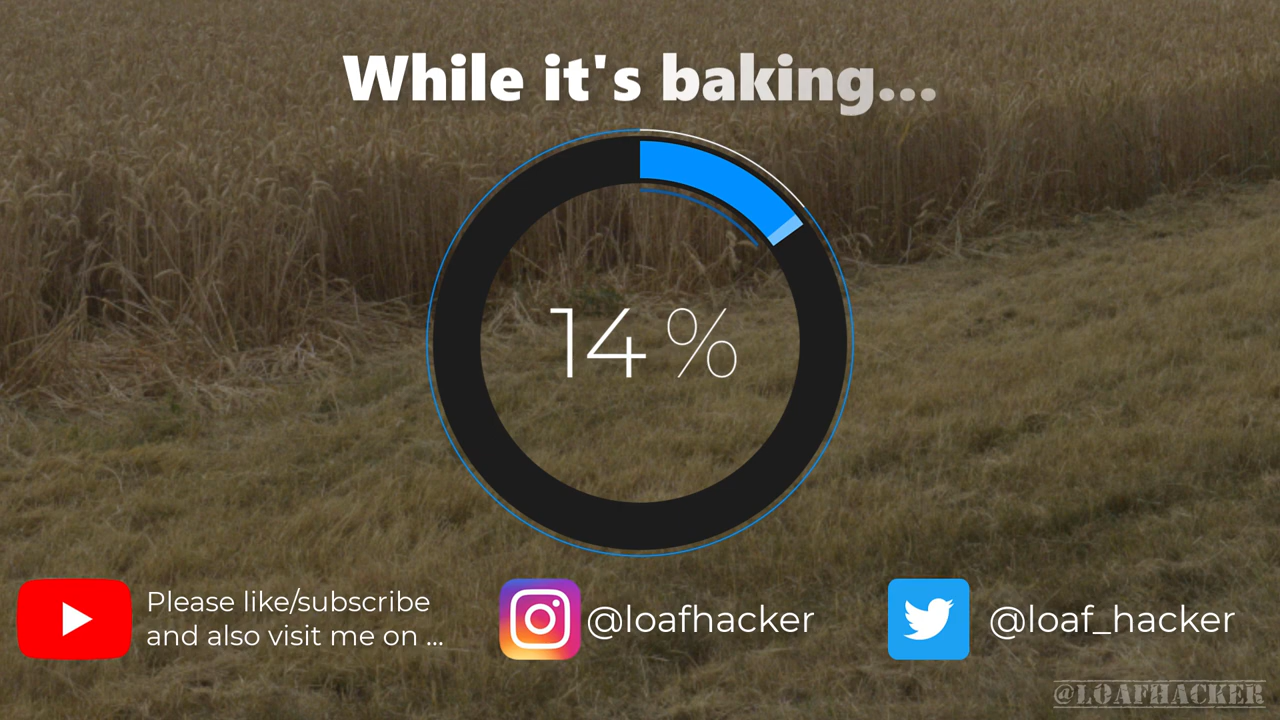 While it's baking...
14 %
Please like/subscribe
and also visit me on ...
@loafhacker
@loaf_hacker
@LOAFHACKER